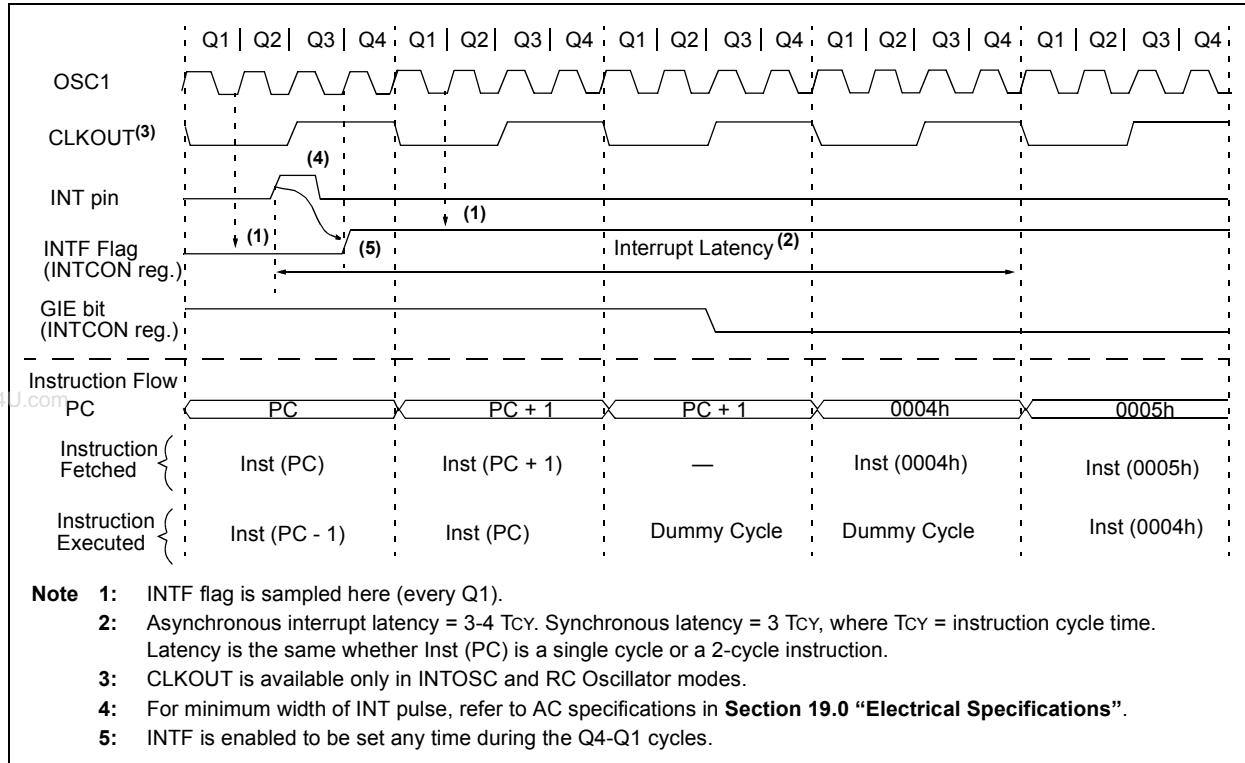 Q1 | Q2 | Q3 | Q4 Q1 | Q2 | Q3 | Q4 Q1 | Q2 | Q3 | Q4 Q1 | Q2 | Q3 | Q4 Q1 | Q2 | Q3 | Q4
OSC1
CLKOUT(3)
(4)
INT pin
(1)
(1)
(5)
INTF Flag
(INTCON reg.)
Interrupt Latency (2)
GIE bit
(INTCON reg.)
Instruction Flow
4U.com
PC PC PC + 1 PC + 1 0004h 0005h
Instruction
Fetched
Inst (PC) Inst (PC + 1) — Inst (0004h) Inst (0005h)
Instruction
Executed
Inst (PC - 1) Inst (PC) Dummy Cycle Dummy Cycle Inst (0004h)
Note 1: INTF flag is sampled here (every Q1).
2: Asynchronous interrupt latency = 3-4 TCY. Synchronous latency = 3 TCY, where TCY = instruction cycle time.
Latency is the same whether Inst (PC) is a single cycle or a 2-cycle instruction.
3: CLKOUT is available only in INTOSC and RC Oscillator modes.
4: For minimum width of INT pulse, refer to AC specifications in Section 19.0 “Electrical Specifications”.
5: INTF is enabled to be set any time during the Q4-Q1 cycles.